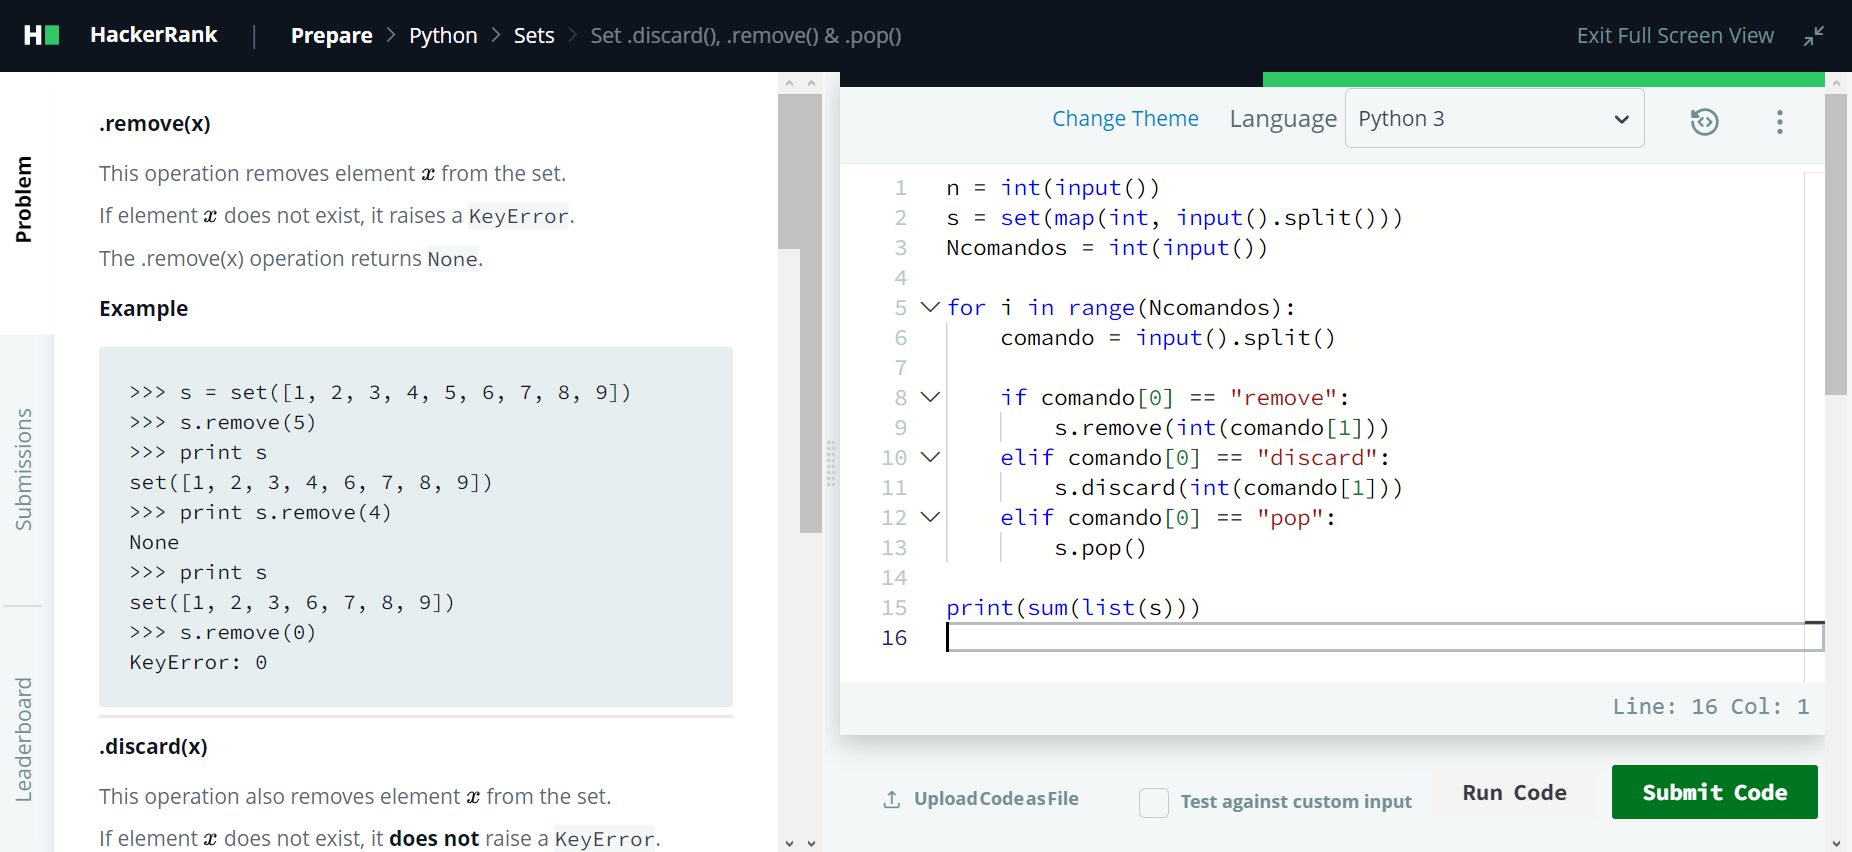 H HackerRank | Prepare > Python > Sets > Set .discard(), .remove() & .pop() Exit Full Screen View
Problem
Submissions
Leaderboard
.remove(x)
This operation removes element x from the set.
If element x does not exist, it raises a KeyError.
The .remove(x) operation returns None.
Example
>>> s = set([1, 2, 3, 4, 5, 6, 7, 8, 9])
>>> s.remove(5)
>>> print s
set([1, 2, 3, 4, 6, 7, 8, 9])
>>> print s.remove(4)
None
>>> print s
set([1, 2, 3, 6, 7, 8, 9])
>>> s.remove(0)
KeyError: 0
.discard(x)
This operation also removes element x from the set.
If element x does not exist, it does not raise a KeyError.
Change Theme Language Python 3
1 n = int(input())
2 s = set(map(int, input().split()))
3 Ncomandos = int(input())
4
5 for i in range(Ncomandos):
6     comando = input().split()
7
8     if comando[0] == "remove":
9         s.remove(int(comando[1]))
10     elif comando[0] == "discard":
11         s.discard(int(comando[1]))
12     elif comando[0] == "pop":
13         s.pop()
14
15 print(sum(list(s)))
16
Line: 16 Col: 1
Upload Code as File Test against custom input Run Code Submit Code